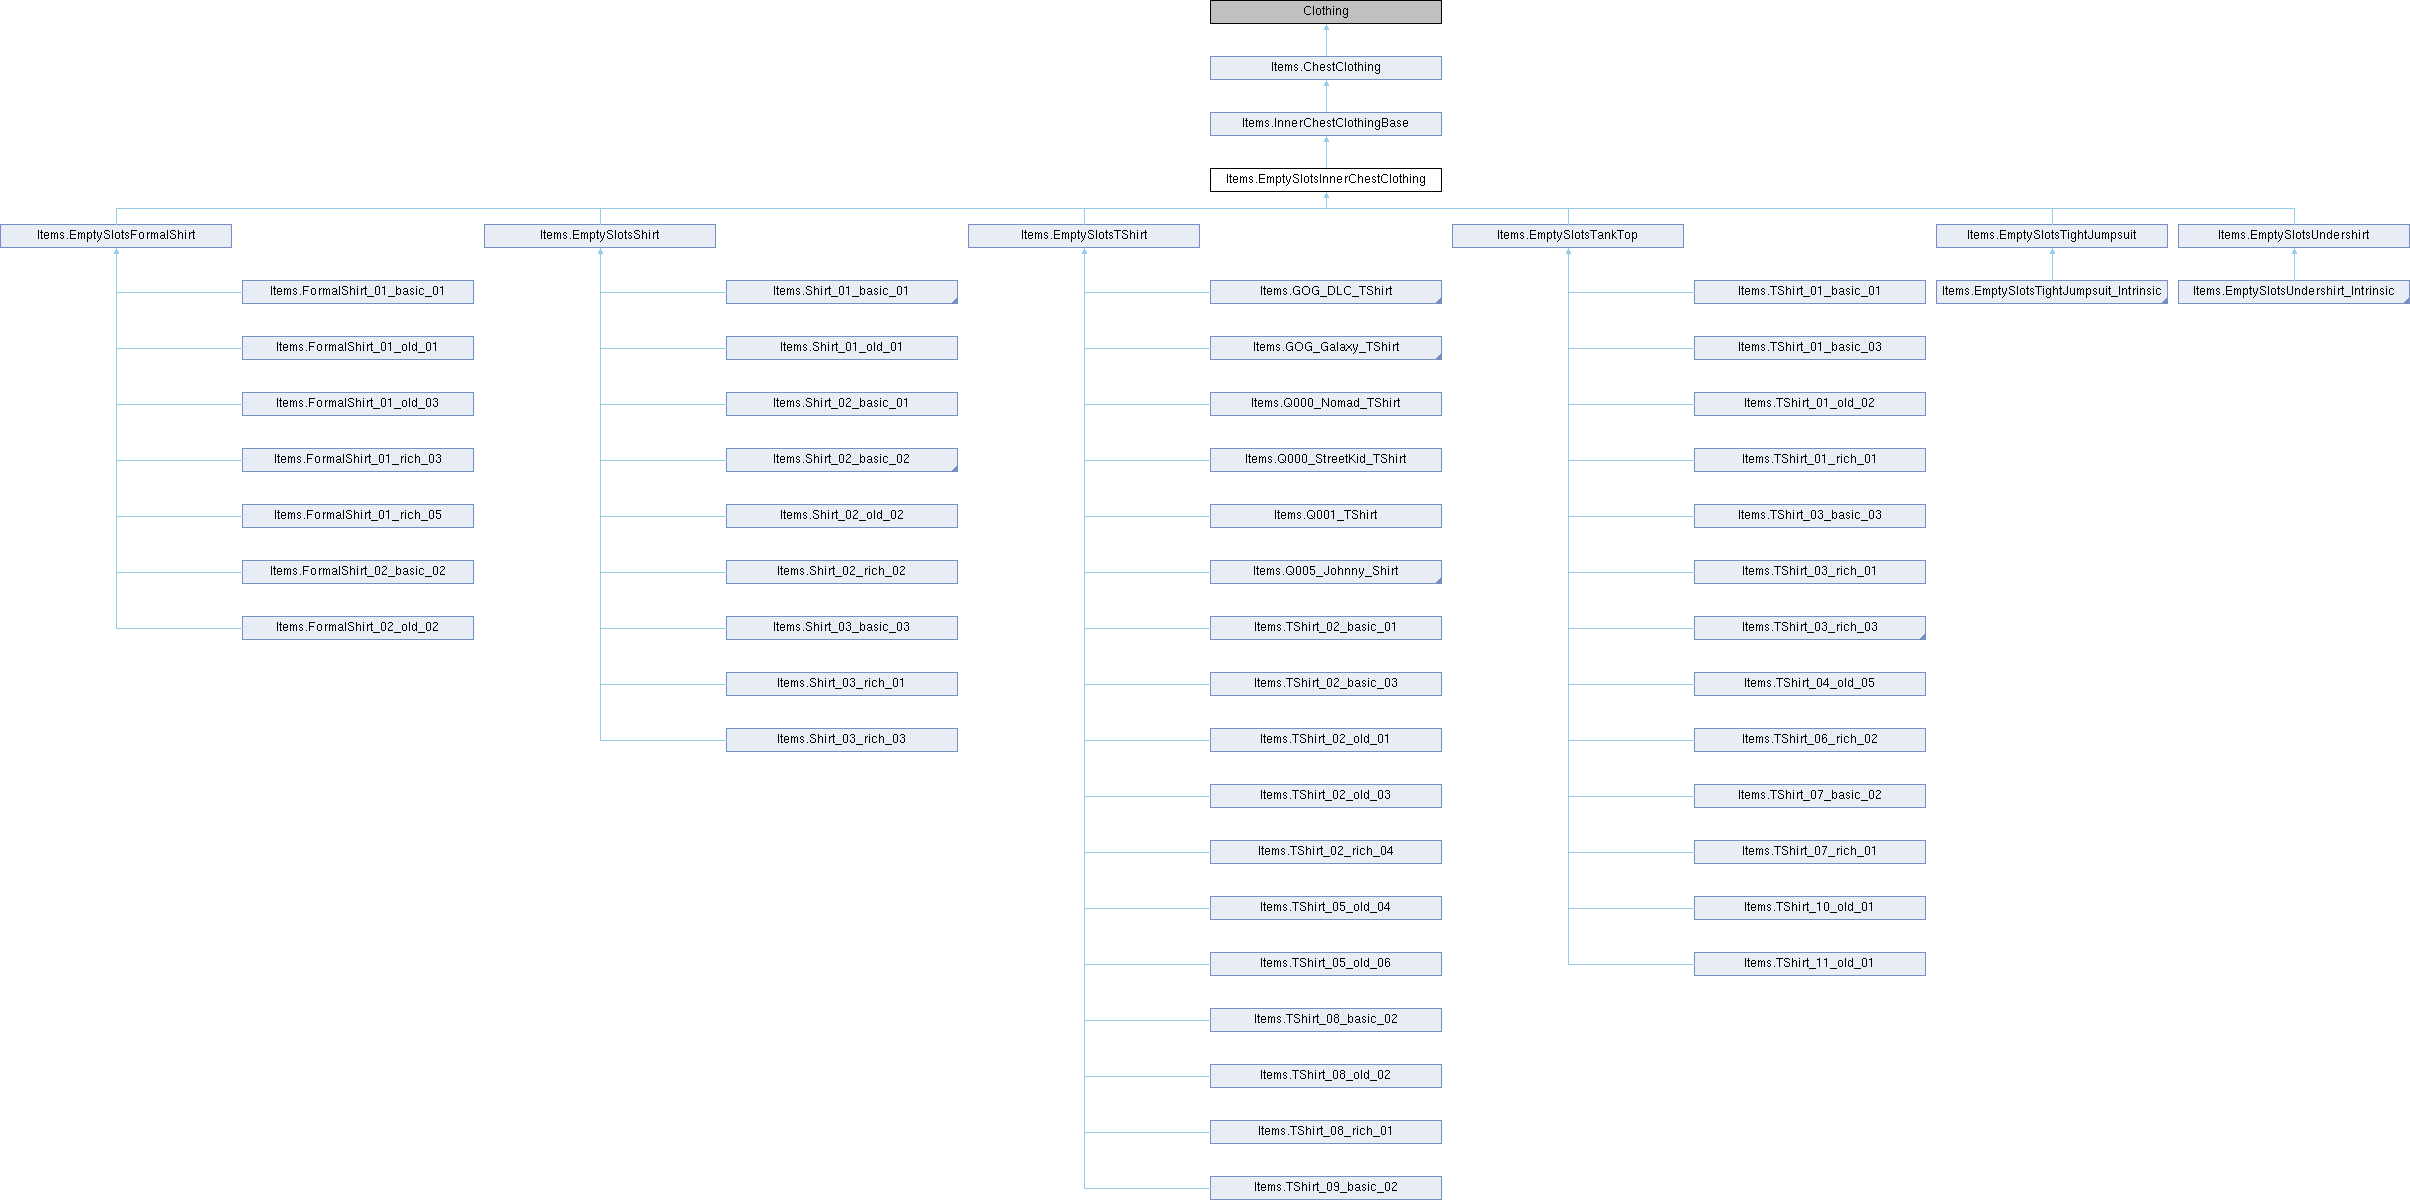 Clothing
Items.ChestClothing
Items.InnerChestClothingBase
Items.EmptySlotsInnerChestClothing
Items.EmptySlotsFormalShirt
Items.EmptySlotsShirt
Items.EmptySlotsTShirt
Items.EmptySlotsTankTop
Items.EmptySlotsTightJumpsuit
Items.EmptySlotsUndershirt
Items.FormalShirt_01_basic_01
Items.Shirt_01_basic_01
Items.GOG_DLC_TShirt
Items.TShirt_01_basic_01
Items.EmptySlotsTightJumpsuit_Intrinsic
Items.EmptySlotsUndershirt_Intrinsic
Items.FormalShirt_01_old_01
Items.Shirt_01_old_01
Items.GOG_Galaxy_TShirt
Items.TShirt_01_basic_03
Items.FormalShirt_01_old_03
Items.Shirt_02_basic_01
Items.Q000_Nomad_TShirt
Items.TShirt_01_old_02
Items.FormalShirt_01_rich_03
Items.Shirt_02_basic_02
Items.Q000_StreetKid_TShirt
Items.TShirt_01_rich_01
Items.FormalShirt_01_rich_05
Items.Shirt_02_old_02
Items.Q001_TShirt
Items.TShirt_03_basic_03
Items.FormalShirt_02_basic_02
Items.Shirt_02_rich_02
Items.Q005_Johnny_Shirt
Items.TShirt_03_rich_01
Items.FormalShirt_02_old_02
Items.Shirt_03_basic_03
Items.TShirt_02_basic_01
Items.TShirt_03_rich_03
Items.Shirt_03_rich_01
Items.TShirt_02_basic_03
Items.TShirt_04_old_05
Items.Shirt_03_rich_03
Items.TShirt_02_old_01
Items.TShirt_06_rich_02
Items.TShirt_02_old_03
Items.TShirt_07_basic_02
Items.TShirt_02_rich_04
Items.TShirt_07_rich_01
Items.TShirt_05_old_04
Items.TShirt_10_old_01
Items.TShirt_05_old_06
Items.TShirt_11_old_01
Items.TShirt_08_basic_02
Items.TShirt_08_old_02
Items.TShirt_08_rich_01
Items.TShirt_09_basic_02